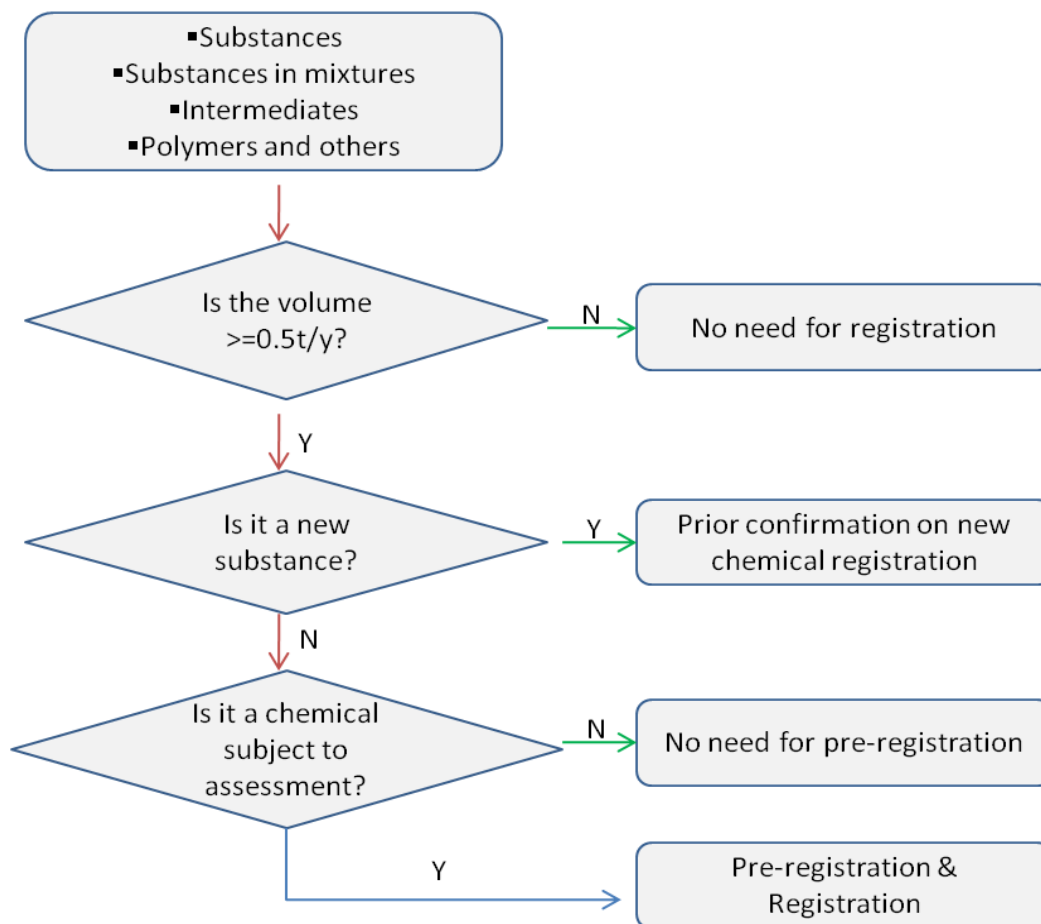 ▪Substances
▪Substances in mixtures
▪Intermediates
▪Polymers and others
Is the volume
>=0.5t/y?
N
No need for registration
Y
Is it a new
substance?
Y
Prior confirmation on new
chemical registration
N
Is it a chemical
subject to
assessment?
N
No need for pre-registration
Y
Pre-registration &
Registration